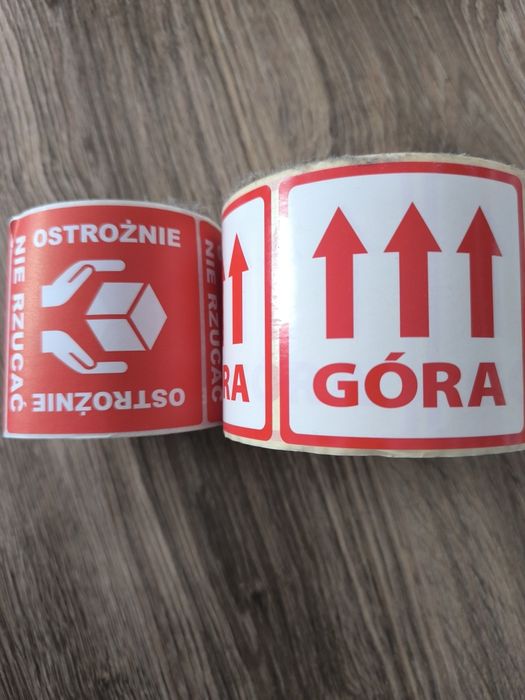 OSTROŻNIE
NIE RZUCAĆ
OSTROŻNIE
NIE RZUCAĆ
RA
GÓRA